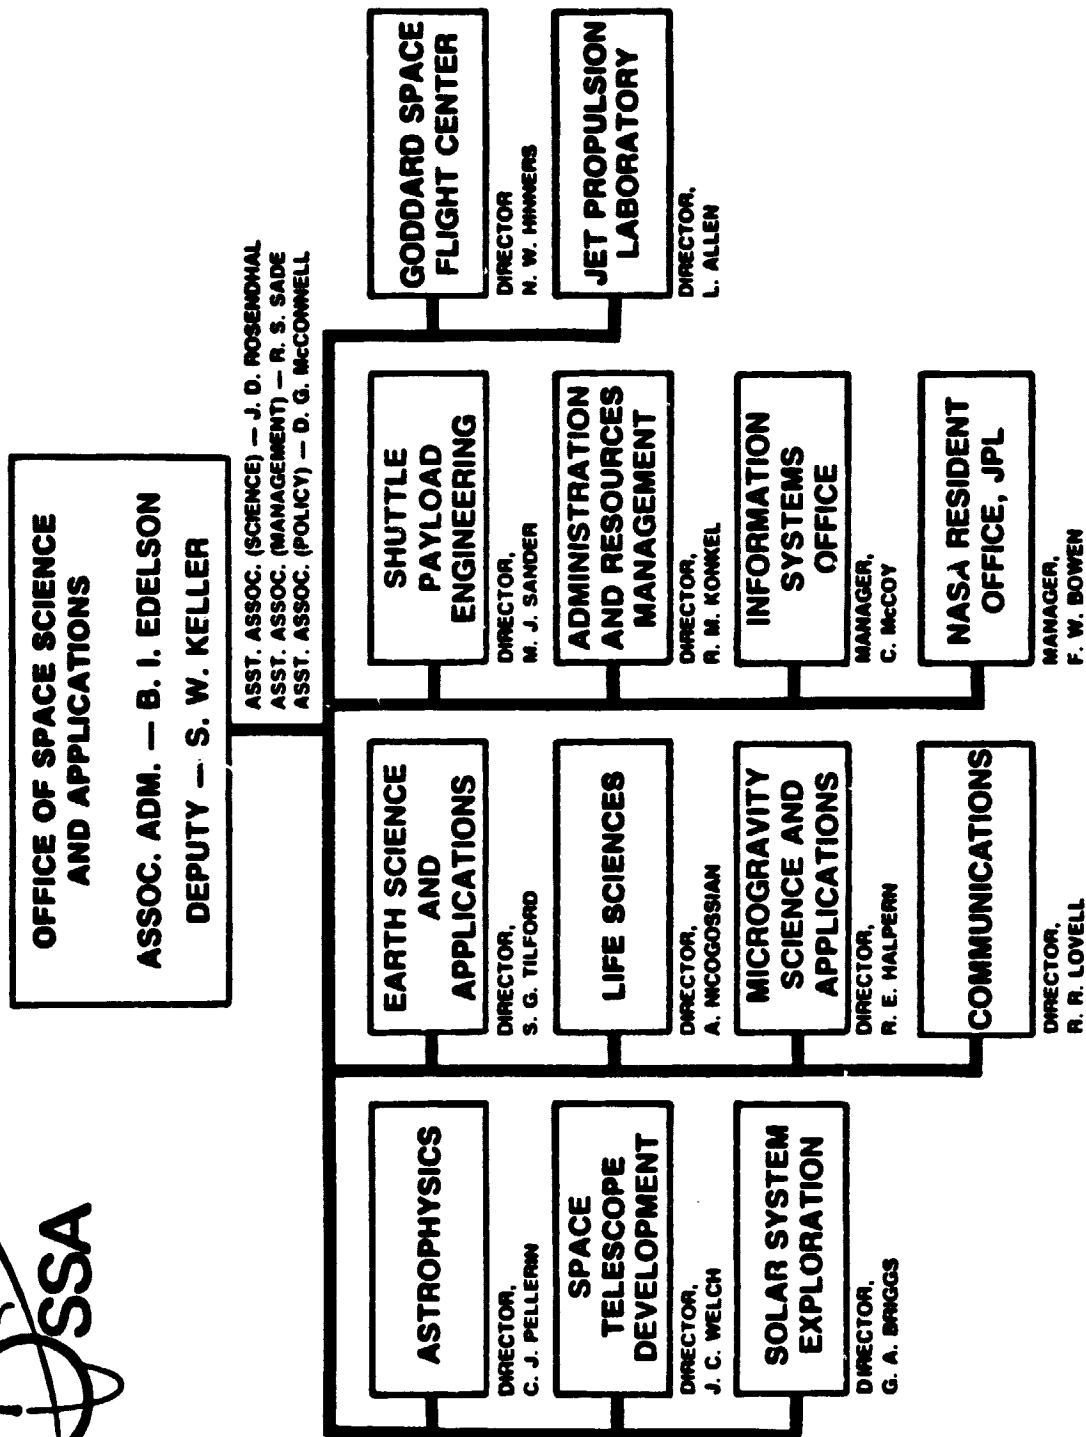 SSA
OFFICE OF SPACE SCIENCE
AND APPLICATIONS
ASSOC. ADM. — B. I. EDELSON
DEPUTY — S. W. KELLER
ASST. ASSOC. (SCIENCE) — J. D. ROSENDHAL
ASST. ASSOC. (MANAGEMENT) — R. S. SADE
ASST. ASSOC. (POLICY) — D. G. McCONNELL
ASTROPHYSICS
DIRECTOR,
C. J. PELLERIN
SPACE
TELESCOPE
DEVELOPMENT
DIRECTOR,
J. C. WELCH
SOLAR SYSTEM
EXPLORATION
DIRECTOR,
G. A. BRIGGS
EARTH SCIENCE
AND
APPLICATIONS
DIRECTOR,
S. G. TILFORD
LIFE SCIENCES
DIRECTOR,
A. NICOGOSSIAN
MICROGRAVITY
SCIENCE AND
APPLICATIONS
DIRECTOR,
R. E. HALPERN
COMMUNICATIONS
DIRECTOR,
R. R. LOVELL
SHUTTLE
PAYLOAD
ENGINEERING
DIRECTOR,
M. J. SANDER
ADMINISTRATION
AND RESOURCES
MANAGEMENT
DIRECTOR,
R. M. KONKEL
INFORMATION
SYSTEMS
OFFICE
MANAGER,
C. McCOY
NASA RESIDENT
OFFICE, JPL
MANAGER,
F. W. BOWEN
GODDARD SPACE
FLIGHT CENTER
DIRECTOR
N. W. HINNERS
JET PROPULSION
LABORATORY
DIRECTOR,
L. ALLEN